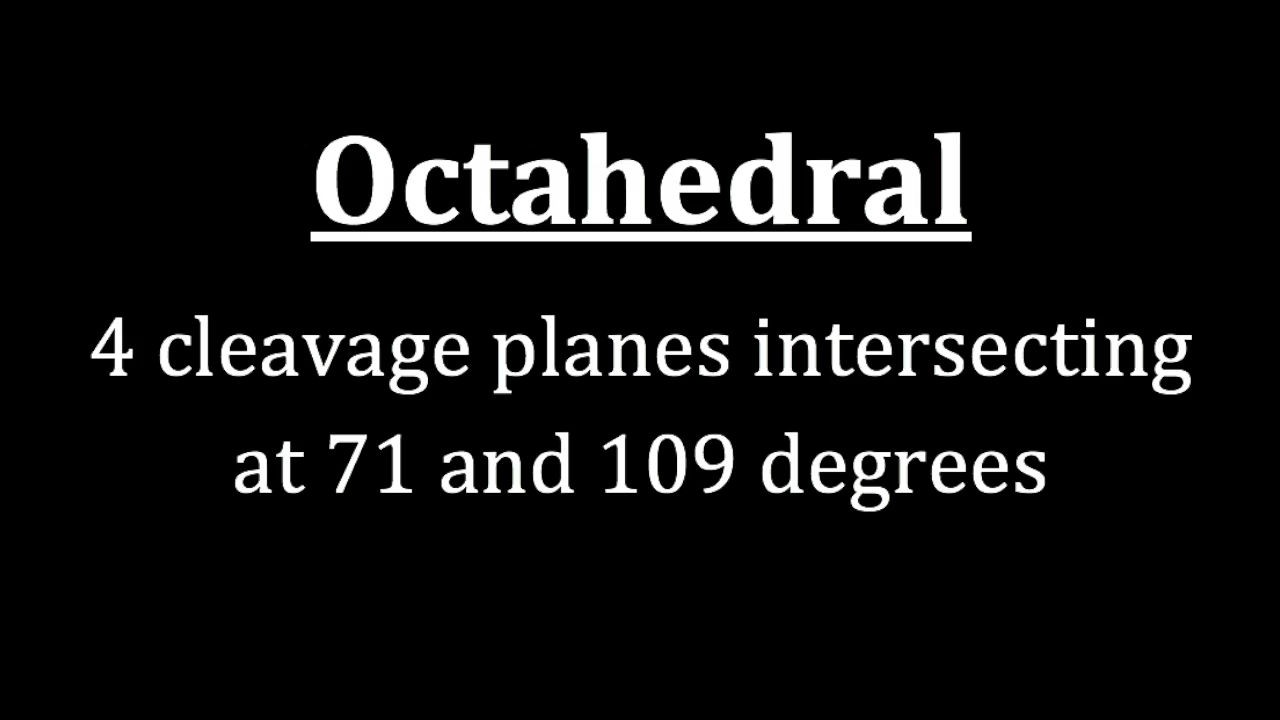 Octahedral
4 cleavage planes intersecting
at 71 and 109 degrees